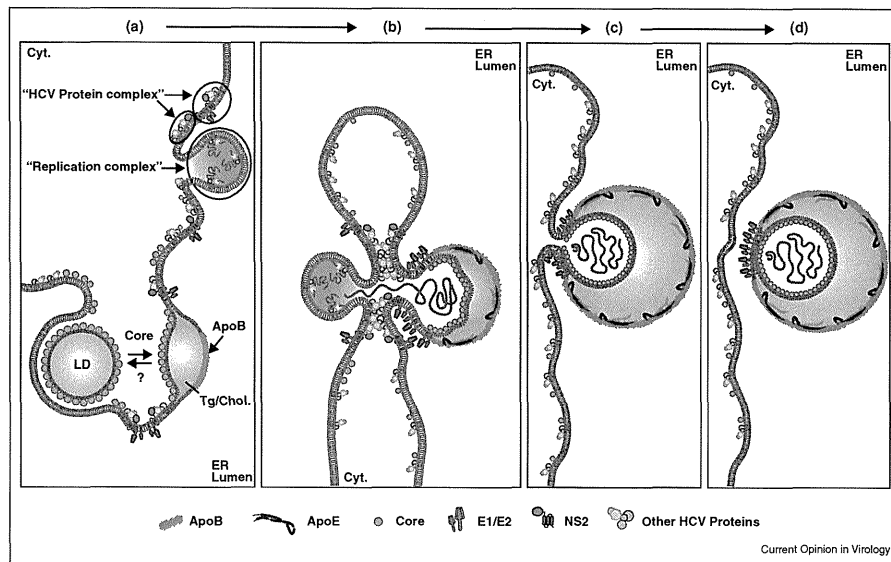 (a)
(b)
(c)
(d)
Cyt.
"HCV Protein complex"
"Replication complex"
LD
Core
?
ApoB
Tg/Chol.
ER
Lumen
ER
Lumen
Cyt.
ER
Lumen
Cyt.
ER
Lumen
Cyt.
ApoB
ApoE
Core
E1/E2
NS2
Other HCV Proteins
Current Opinion in Virology